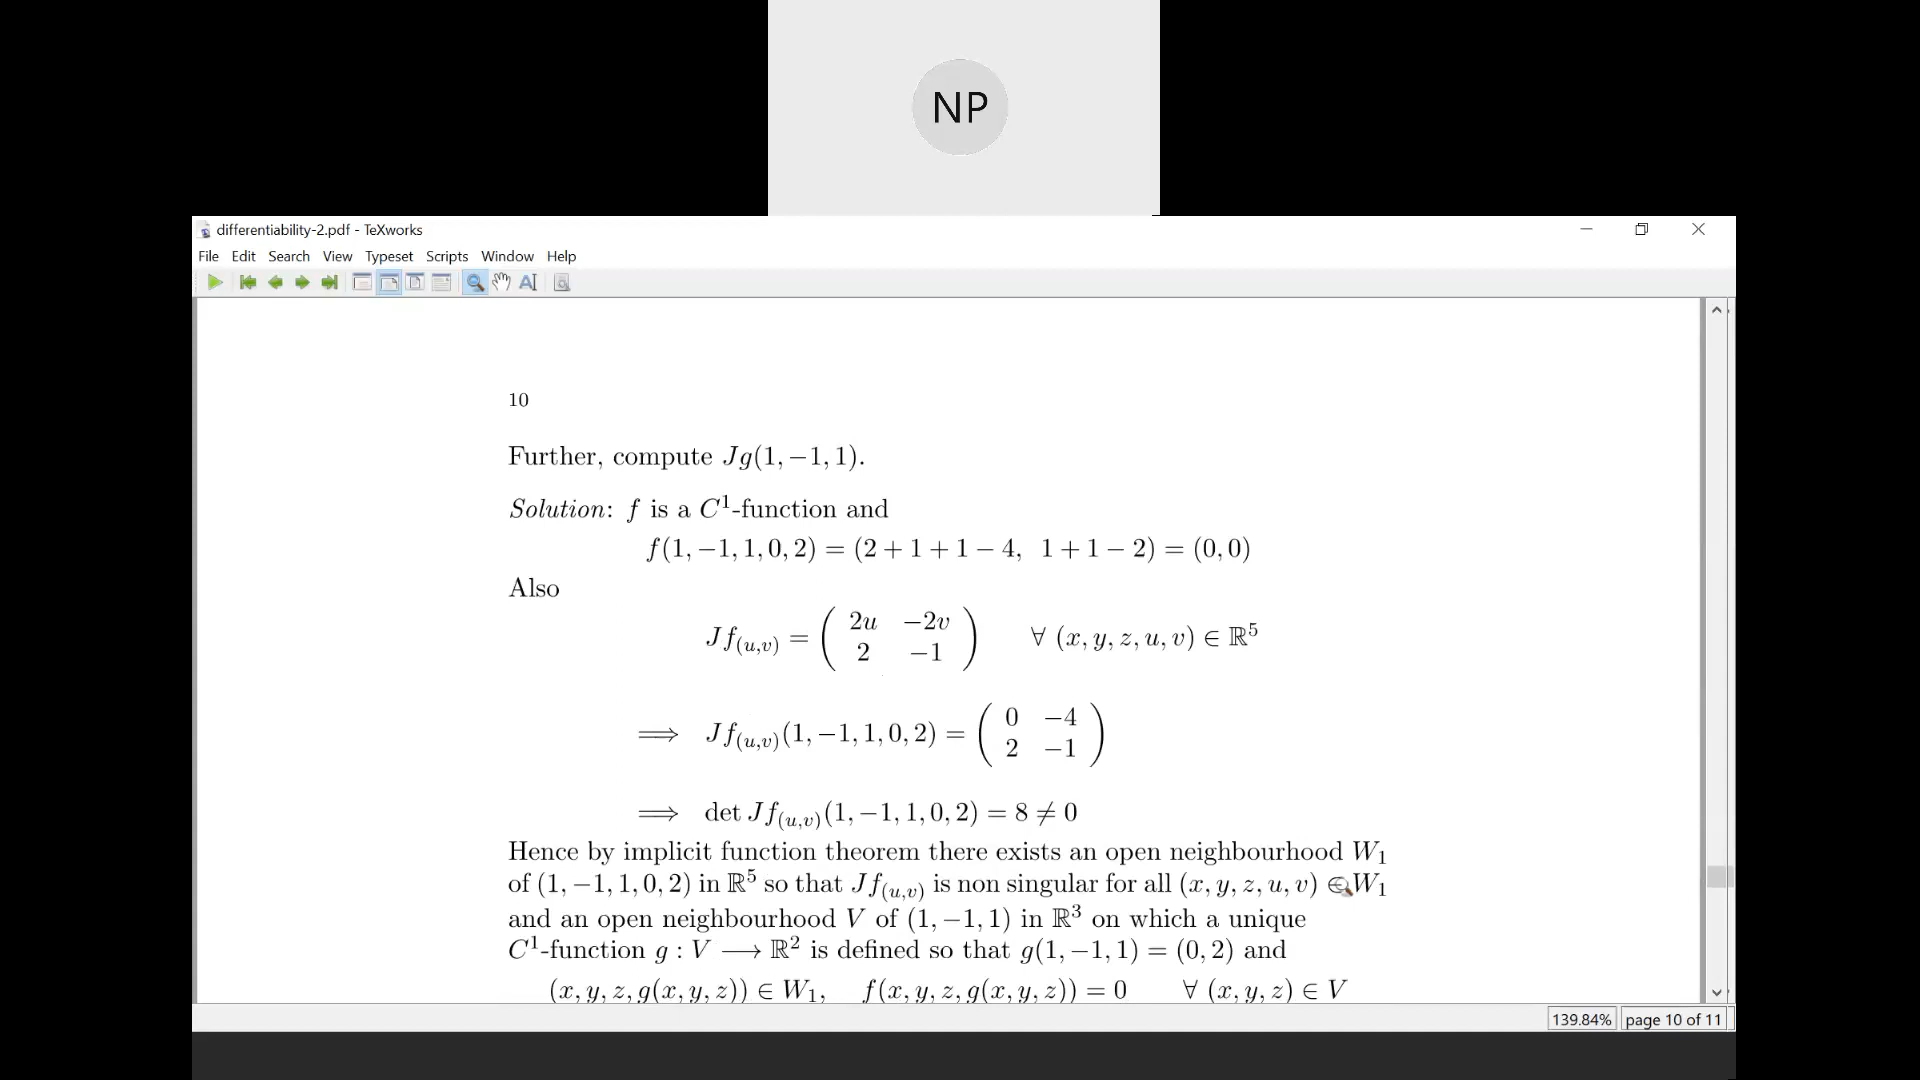 NP
differentiability-2.pdf - TeXworks
File Edit Search View Typeset Scripts Window Help
10
Further, compute Jg(1, −1, 1).
Solution: f is a C¹-function and
f(1, −1, 1, 0, 2) = (2 + 1 + 1 − 4, 1 + 1 − 2) = (0, 0)
Also
Jf₍u,v₎ = ( 2u −2v ; 2 −1 ) ∀ (x, y, z, u, v) ∈ ℝ⁵
⟹ Jf₍u,v₎(1, −1, 1, 0, 2) = ( 0 −4 ; 2 −1 )
⟹ det Jf₍u,v₎(1, −1, 1, 0, 2) = 8 ≠ 0
Hence by implicit function theorem there exists an open neighbourhood W₁
of (1, −1, 1, 0, 2) in ℝ⁵ so that Jf₍u,v₎ is non singular for all (x, y, z, u, v) ∈ W₁
and an open neighbourhood V of (1, −1, 1) in ℝ³ on which a unique
C¹-function g : V ⟶ ℝ² is defined so that g(1, −1, 1) = (0, 2) and
(x, y, z, g(x, y, z)) ∈ W₁, f(x, y, z, g(x, y, z)) = 0 ∀ (x, y, z) ∈ V
139.84% page 10 of 11